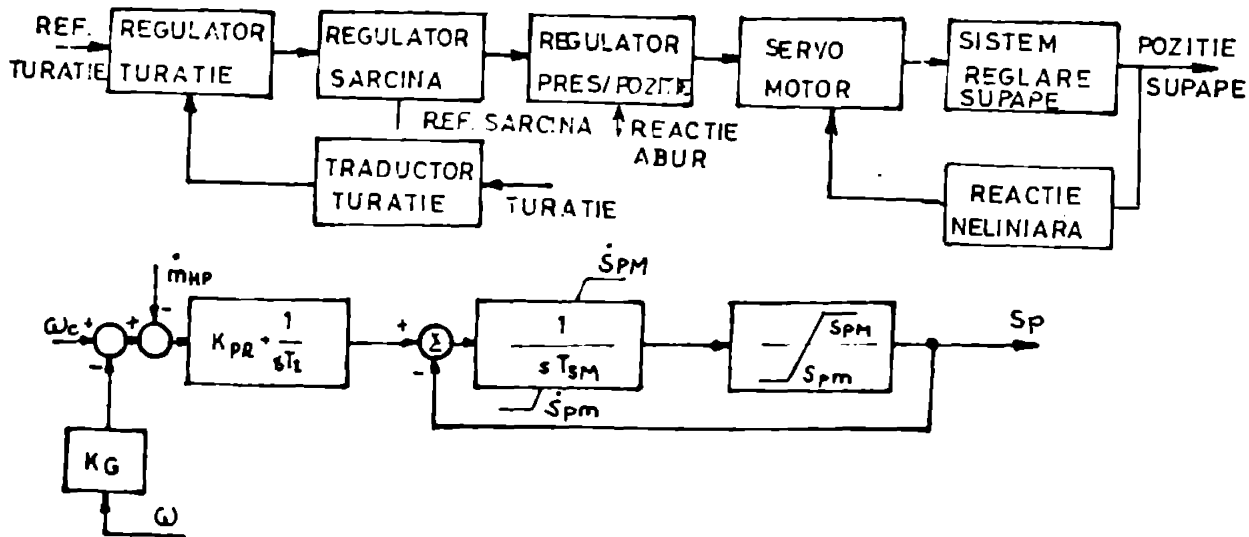 REF.
TURATIE
REGULATOR
TURATIE
REGULATOR
SARCINA
REGULATOR
PRES/POZITIE
SERVO
MOTOR
SISTEM
REGLARE
SUPAPE
POZITIE
SUPAPE
REF. SARCINA
REACTIE
ABUR
TRADUCTOR
TURATIE
TURATIE
REACTIE
NELINIARA
ṁHP
ωc
+
-
+
-
KPR + 1/sTI
+
-
Σ
ṠPM
1/sTSM
Ṡpm
SPM
Spm
SP
KG
ω